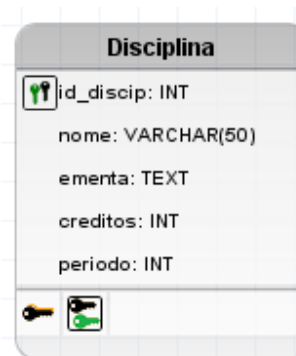 Disciplina
id_discip: INT
nome: VARCHAR(50)
ementa: TEXT
creditos: INT
periodo: INT